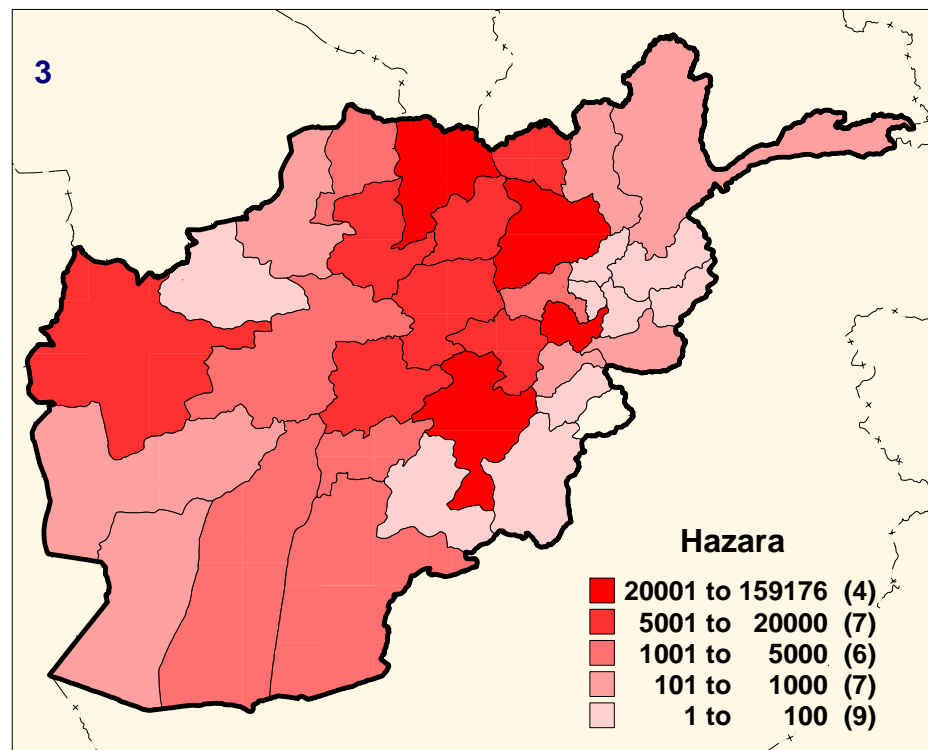 3
Hazara
20001 to 159176 (4)
5001 to 20000 (7)
1001 to 5000 (6)
101 to 1000 (7)
1 to 100 (9)